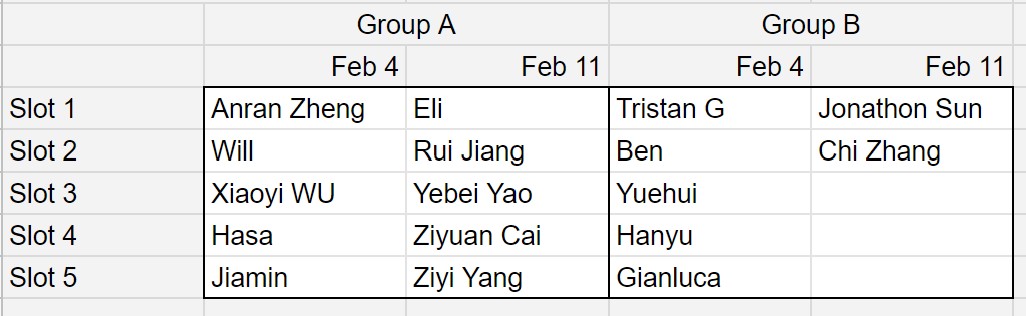 Group A Group B
Feb 4 Feb 11 Feb 4 Feb 11
Slot 1 Anran Zheng Eli Tristan G Jonathon Sun
Slot 2 Will Rui Jiang Ben Chi Zhang
Slot 3 Xiaoyi WU Yebei Yao Yuehui
Slot 4 Hasa Ziyuan Cai Hanyu
Slot 5 Jiamin Ziyi Yang Gianluca